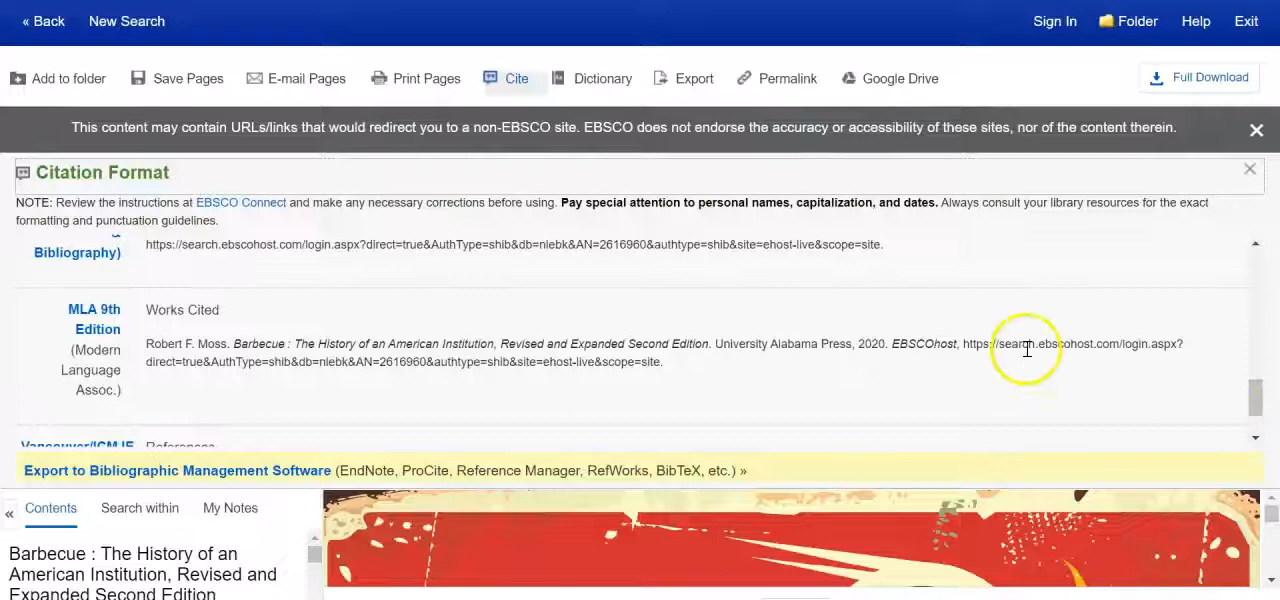 « Back New Search Sign In Folder Help Exit
Add to folder Save Pages E-mail Pages Print Pages Cite Dictionary Export Permalink Google Drive Full Download
This content may contain URLs/links that would redirect you to a non-EBSCO site. EBSCO does not endorse the accuracy or accessibility of these sites, nor of the content therein.
Citation Format
NOTE: Review the instructions at EBSCO Connect and make any necessary corrections before using. Pay special attention to personal names, capitalization, and dates. Always consult your library resources for the exact
formatting and punctuation guidelines.
Bibliography) https://search.ebscohost.com/login.aspx?direct=true&AuthType=shib&db=nlebk&AN=2616960&authtype=shib&site=ehost-live&scope=site.
MLA 9th
Edition
(Modern
Language
Assoc.)
Works Cited
Robert F. Moss. Barbecue : The History of an American Institution, Revised and Expanded Second Edition. University Alabama Press, 2020. EBSCOhost, https://search.ebscohost.com/login.aspx?
direct=true&AuthType=shib&db=nlebk&AN=2616960&authtype=shib&site=ehost-live&scope=site.
Vancouver/ICMJE References
Export to Bibliographic Management Software (EndNote, ProCite, Reference Manager, RefWorks, BibTeX, etc.) »
« Contents Search within My Notes
Barbecue : The History of an
American Institution, Revised and
Expanded Second Edition